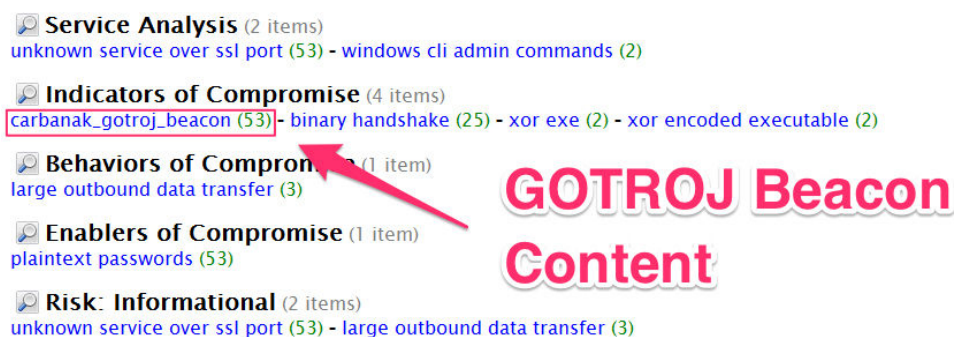 Service Analysis (2 items)
unknown service over ssl port (53) - windows cli admin commands (2)
Indicators of Compromise (4 items)
carbanak_gotroj_beacon (53) - binary handshake (25) - xor exe (2) - xor encoded executable (2)
Behaviors of Compromise (1 item)
large outbound data transfer (3)
GOTROJ Beacon
Content
Enablers of Compromise (1 item)
plaintext passwords (53)
Risk: Informational (2 items)
unknown service over ssl port (53) - large outbound data transfer (3)